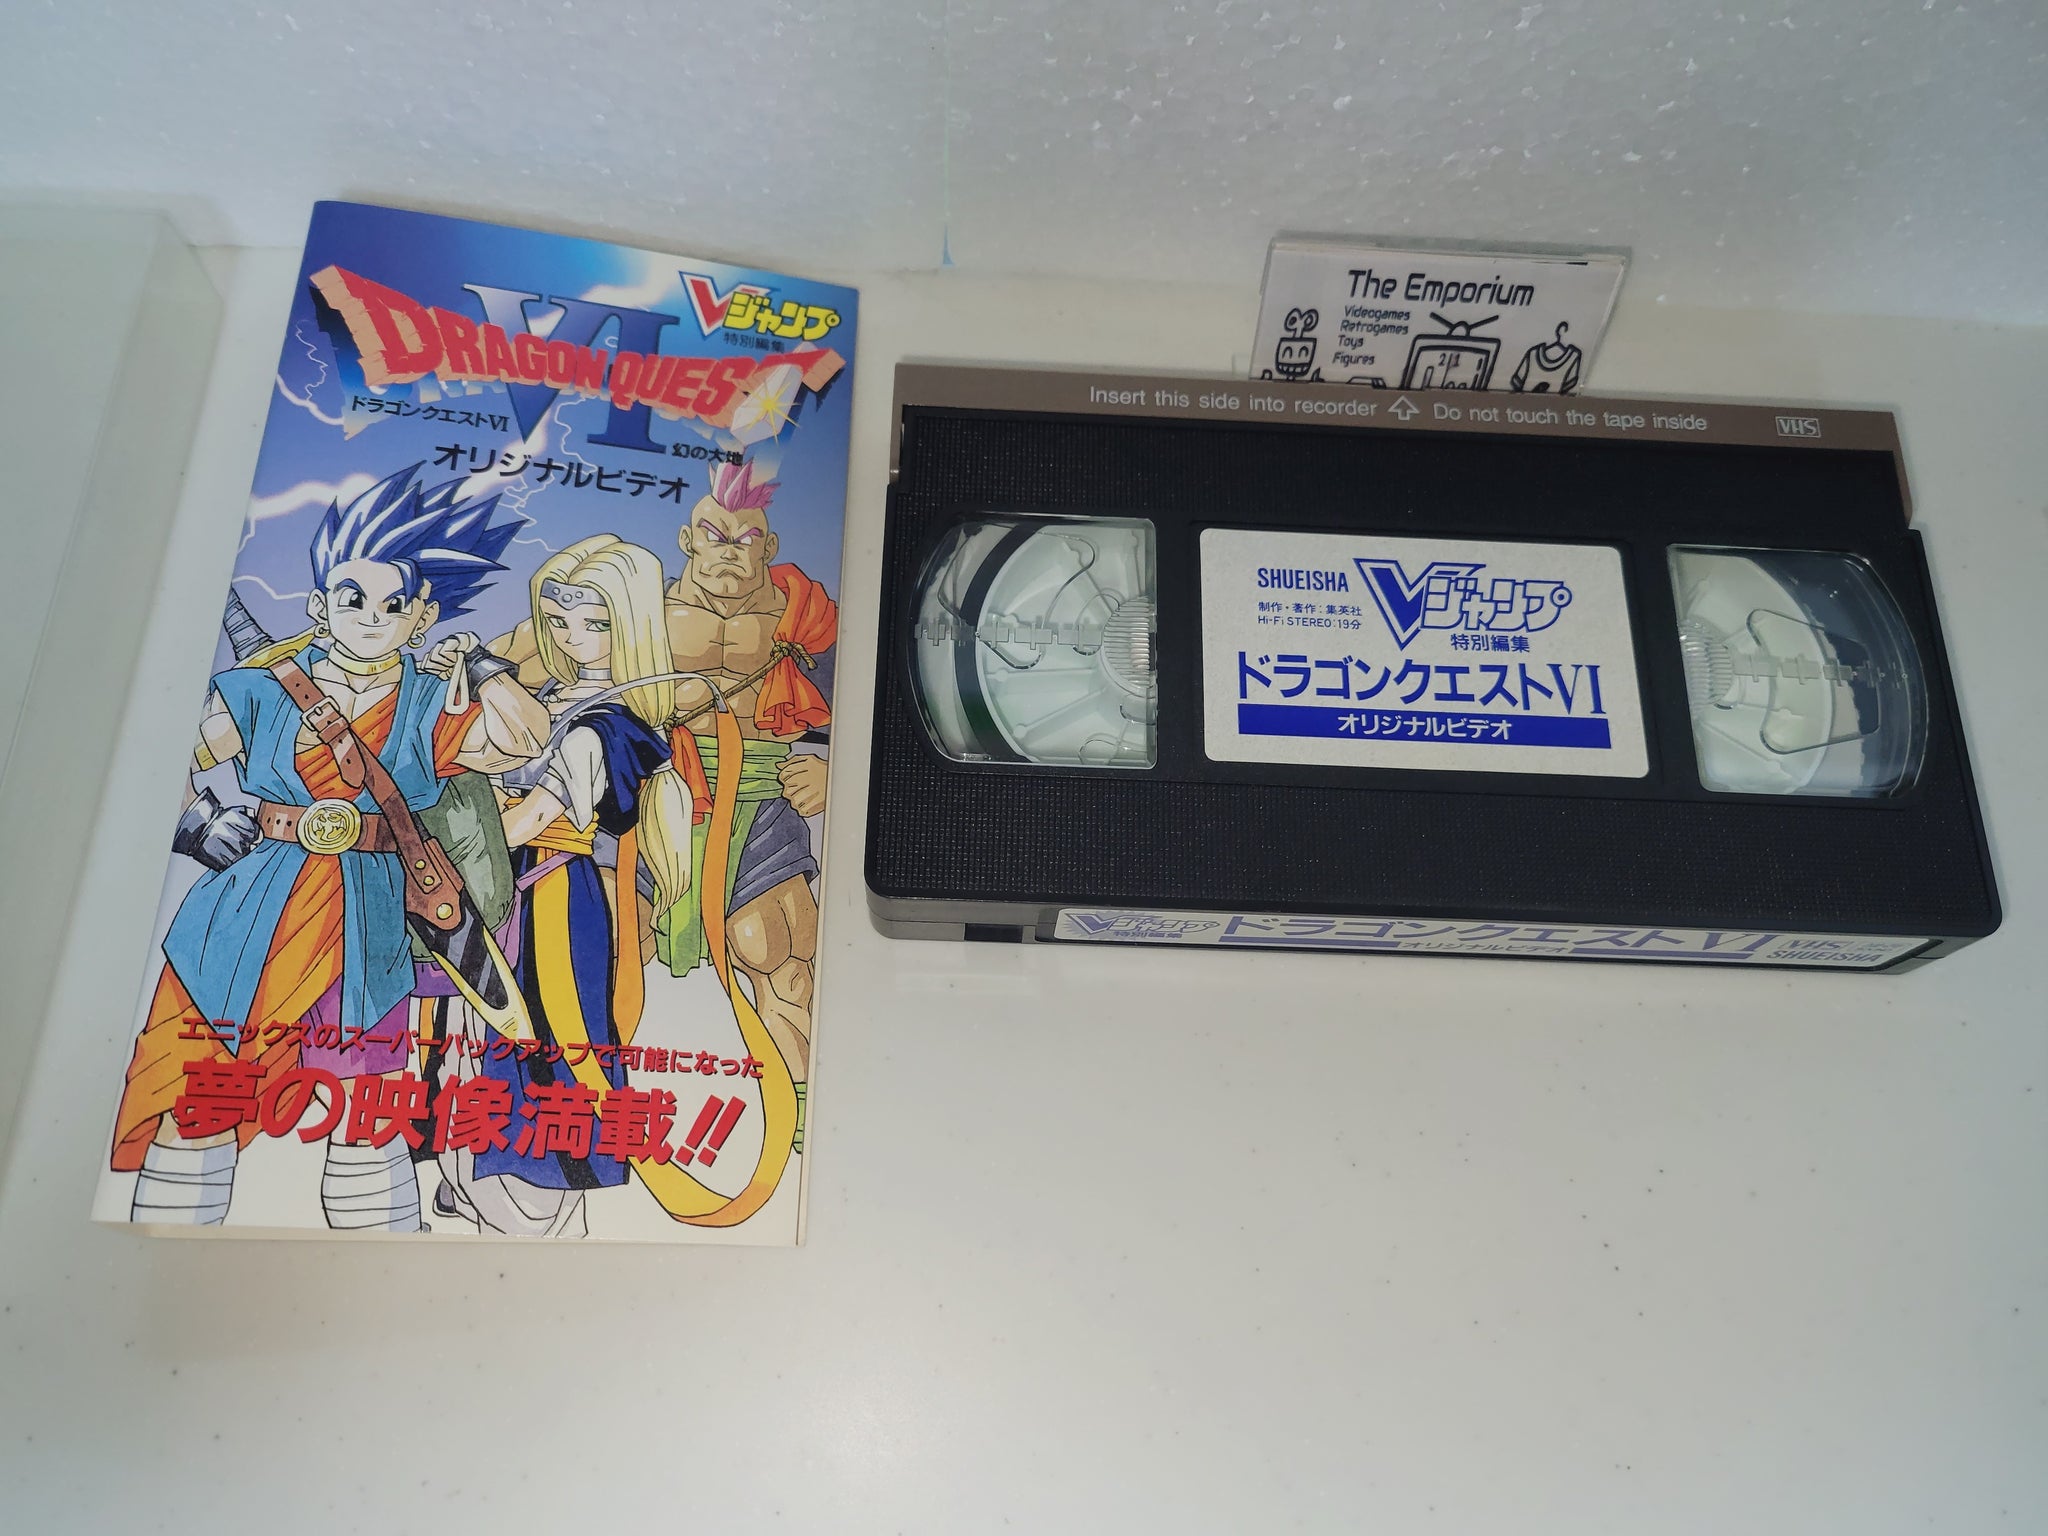 Vジャンプ
特別編集
DRAGON QUEST
VI
ドラゴンクエストVI
幻の大地
オリジナルビデオ
エニックスのスーパーバックアップで可能になった
夢の映像満載!!
The Emporium
Videogames
Retrogames
Toys
Figures
Insert this side into recorder ⇧ Do not touch the tape inside
VHS
SHUEISHA
制作・著作:集英社
Hi-Fi STEREO:19分
Vジャンプ
特別編集
ドラゴンクエストVI
オリジナルビデオ
Vジャンプ
特別編集
ドラゴンクエストVI
オリジナルビデオ
VHS
SHUEISHA